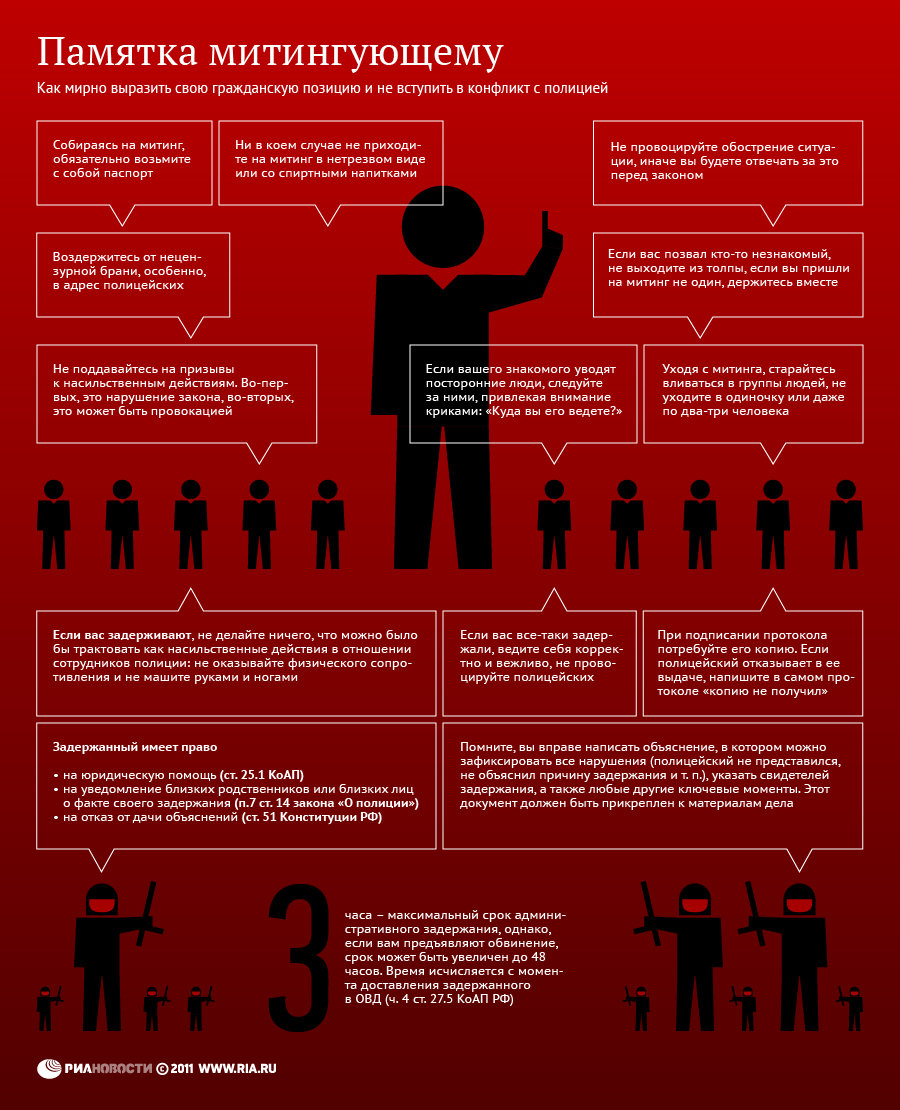 Памятка митингующему
Как мирно выразить свою гражданскую позицию и не вступить в конфликт с полицией
Собираясь на митинг,
обязательно возьмите
с собой паспорт
Ни в коем случае не приходи-
те на митинг в нетрезвом виде
или со спиртными напитками
Не провоцируйте обострение ситуа-
ции, иначе вы будете отвечать за это
перед законом
Воздержитесь от нецен-
зурной брани, особенно,
в адрес полицейских
Если вас позвал кто-то незнакомый,
не выходите из толпы, если вы пришли
на митинг не один, держитесь вместе
Не поддавайтесь на призывы
к насильственным действиям. Во-пер-
вых, это нарушение закона, во-вторых,
это может быть провокацией
Если вашего знакомого уводят
посторонние люди, следуйте
за ними, привлекая внимание
криками: «Куда вы его ведете?»
Уходя с митинга, старайтесь
вливаться в группы людей, не
уходите в одиночку или даже
по два-три человека
Если вас задерживают, не делайте ничего, что можно было
бы трактовать как насильственные действия в отношении
сотрудников полиции: не оказывайте физического сопро-
тивления и не машите руками и ногами
Если вас все-таки задер-
жали, ведите себя коррек-
тно и вежливо, не прово-
цируйте полицейских
При подписании протокола
потребуйте его копию. Если
полицейский отказывает в ее
выдаче, напишите в самом про-
токоле «копию не получил»
Задержанный имеет право
• на юридическую помощь (ст. 25.1 КоАП)
• на уведомление близких родственников или близких лиц
о факте своего задержания (п.7 ст. 14 закона «О полиции»)
• на отказ от дачи объяснений (ст. 51 Конституции РФ)
Помните, вы вправе написать объяснение, в котором можно
зафиксировать все нарушения (полицейский не представился,
не объяснил причину задержания и т. п.), указать свидетелей
задержания, а также любые другие ключевые моменты. Этот
документ должен быть прикреплен к материалам дела
3
часа – максимальный срок админи-
стративного задержания, однако,
если вам предъявляют обвинение,
срок может быть увеличен до 48
часов. Время исчисляется с момен-
та доставления задержанного
в ОВД (ч. 4 ст. 27.5 КоАП РФ)
РИАНОВОСТИ © 2011 WWW.RIA.RU